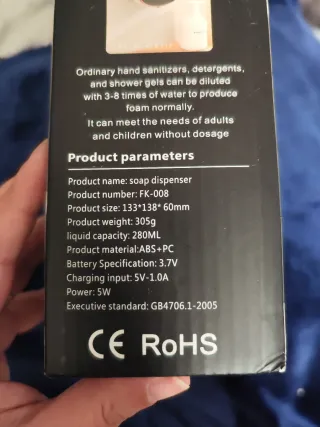 Ordinary hand sanitizers, detergents,
and shower gels can be diluted
with 3-8 times of water to produce
foam normally.
It can meet the needs of adults
and children without dosage
Product parameters
Product name: soap dispenser
Product number: FK-008
Product size: 133*138* 60mm
Product weight: 305g
liquid capacity: 280ML
Product material:ABS+PC
Battery Specification: 3.7V
Charging input: 5V-1.0A
Power: 5W
Executive standard: GB4706.1-2005
CE RoHS